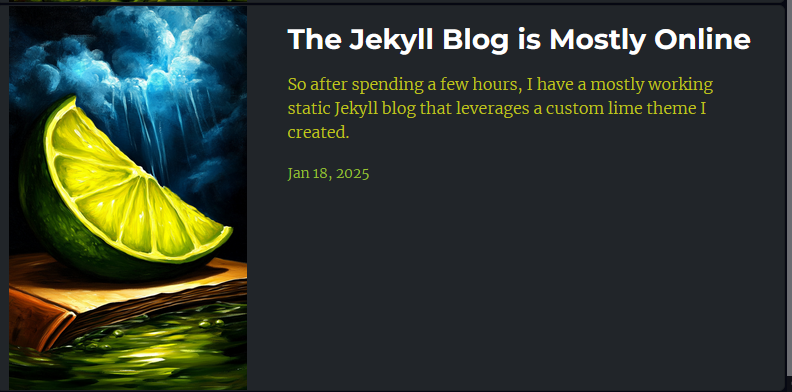 The Jekyll Blog is Mostly Online
So after spending a few hours, I have a mostly working
static Jekyll blog that leverages a custom lime theme I
created.
Jan 18, 2025